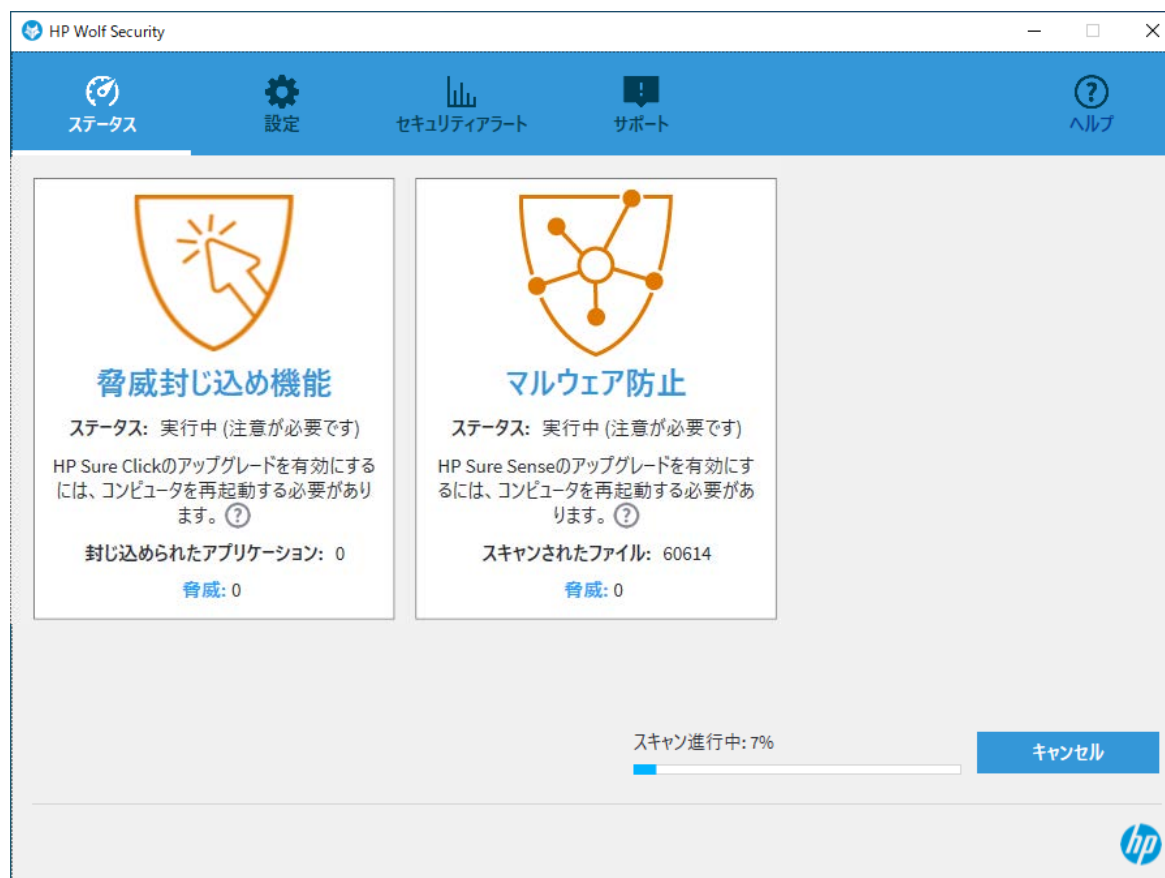 HP Wolf Security
ステータス
設定
セキュリティアラート
サポート
ヘルプ
脅威封じ込め機能
ステータス: 実行中 (注意が必要です)
HP Sure Clickのアップグレードを有効にする
には、コンピュータを再起動する必要があり
ます。?
封じ込められたアプリケーション: 0
脅威: 0
マルウェア防止
ステータス: 実行中 (注意が必要です)
HP Sure Senseのアップグレードを有効にす
るには、コンピュータを再起動する必要があ
ります。?
スキャンされたファイル: 60614
脅威: 0
スキャン進行中: 7%
キャンセル
hp